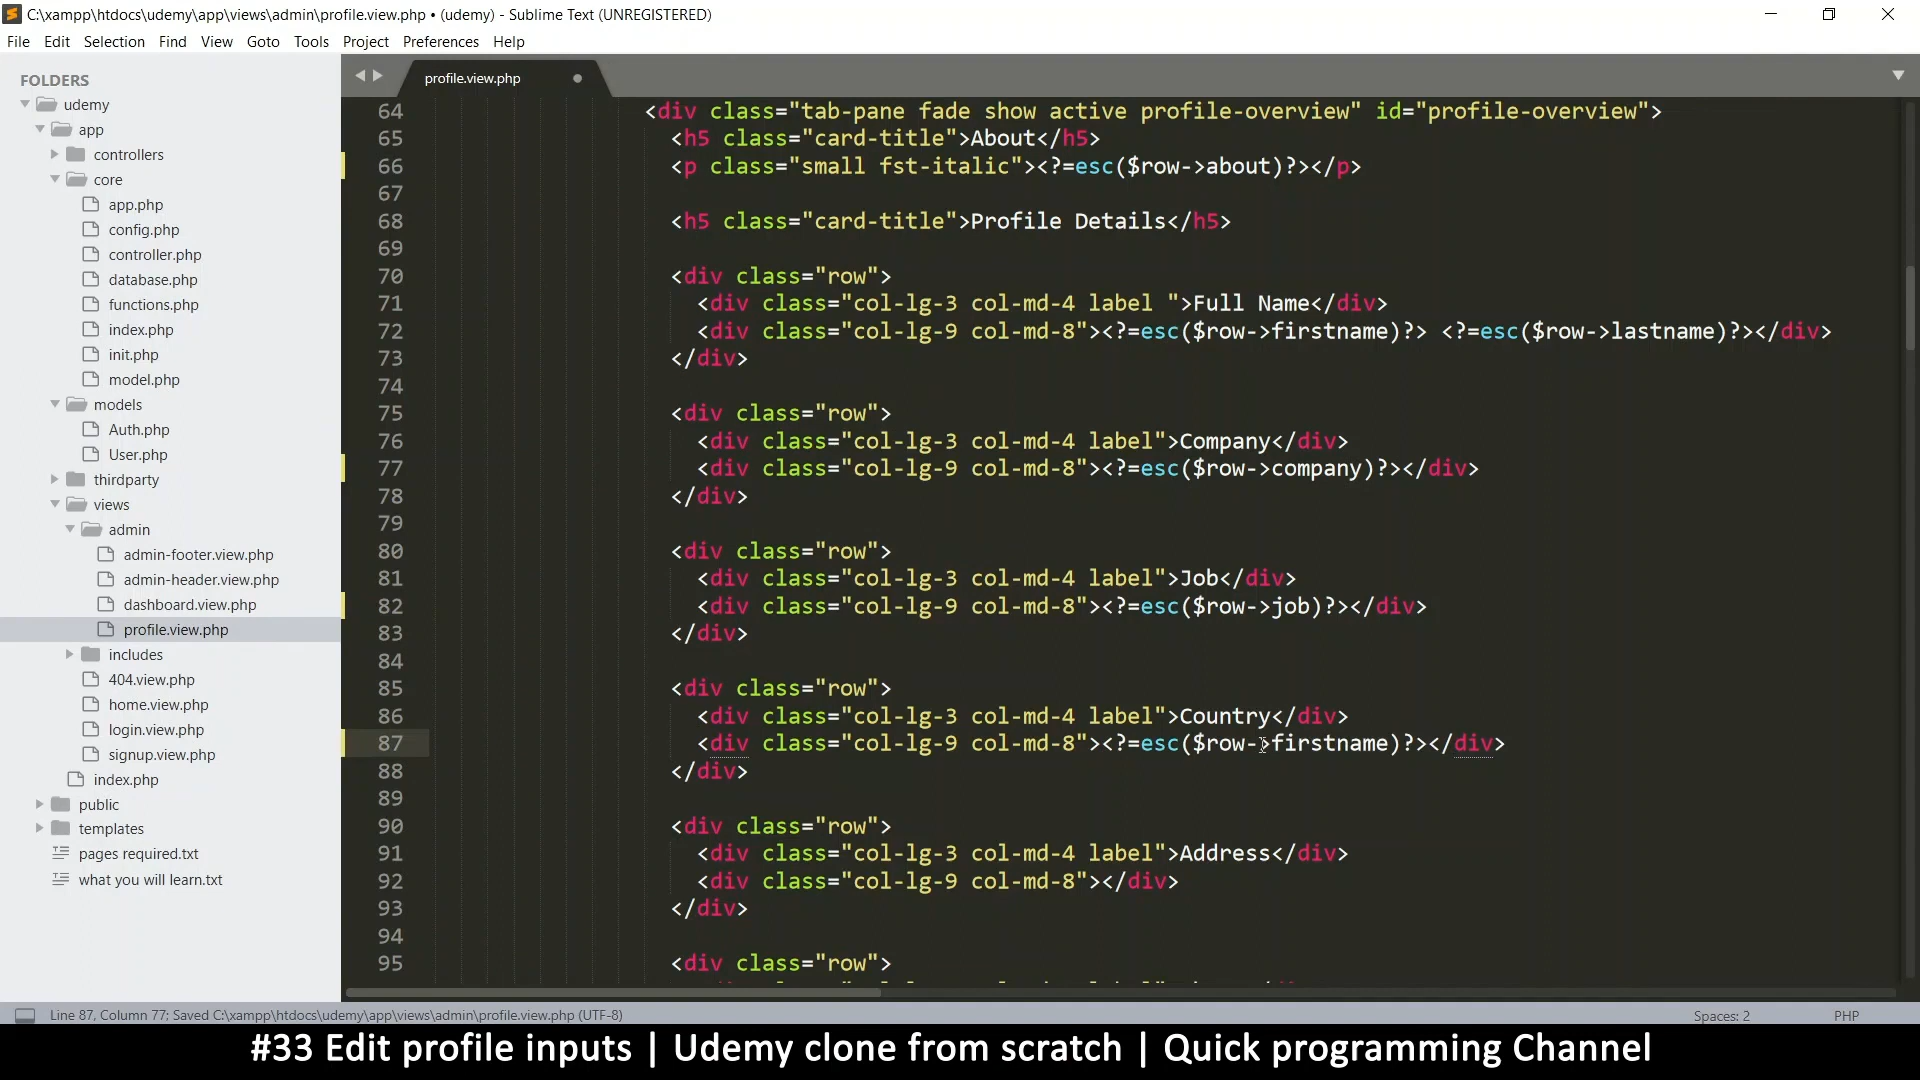 C:\xampp\htdocs\udemy\app\views\admin\profile.view.php • (udemy) - Sublime Text (UNREGISTERED)
File Edit Selection Find View Goto Tools Project Preferences Help
FOLDERS
udemy
app
controllers
core
app.php
config.php
controller.php
database.php
functions.php
index.php
init.php
model.php
models
Auth.php
User.php
thirdparty
views
admin
admin-footer.view.php
admin-header.view.php
dashboard.view.php
profile.view.php
includes
404.view.php
home.view.php
login.view.php
signup.view.php
index.php
public
templates
pages required.txt
what you will learn.txt
profile.view.php
64 <div class="tab-pane fade show active profile-overview" id="profile-overview">
65 <h5 class="card-title">About</h5>
66 <p class="small fst-italic"><?=esc($row->about)?></p>
67
68 <h5 class="card-title">Profile Details</h5>
69
70 <div class="row">
71 <div class="col-lg-3 col-md-4 label ">Full Name</div>
72 <div class="col-lg-9 col-md-8"><?=esc($row->firstname)?> <?=esc($row->lastname)?></div>
73 </div>
74
75 <div class="row">
76 <div class="col-lg-3 col-md-4 label">Company</div>
77 <div class="col-lg-9 col-md-8"><?=esc($row->company)?></div>
78 </div>
79
80 <div class="row">
81 <div class="col-lg-3 col-md-4 label">Job</div>
82 <div class="col-lg-9 col-md-8"><?=esc($row->job)?></div>
83 </div>
84
85 <div class="row">
86 <div class="col-lg-3 col-md-4 label">Country</div>
87 <div class="col-lg-9 col-md-8"><?=esc($row->firstname)?></div>
88 </div>
89
90 <div class="row">
91 <div class="col-lg-3 col-md-4 label">Address</div>
92 <div class="col-lg-9 col-md-8"></div>
93 </div>
94
95 <div class="row">
Line 87, Column 77; Saved C:\xampp\htdocs\udemy\app\views\admin\profile.view.php (UTF-8)
Spaces: 2 PHP
#33 Edit profile inputs | Udemy clone from scratch | Quick programming Channel